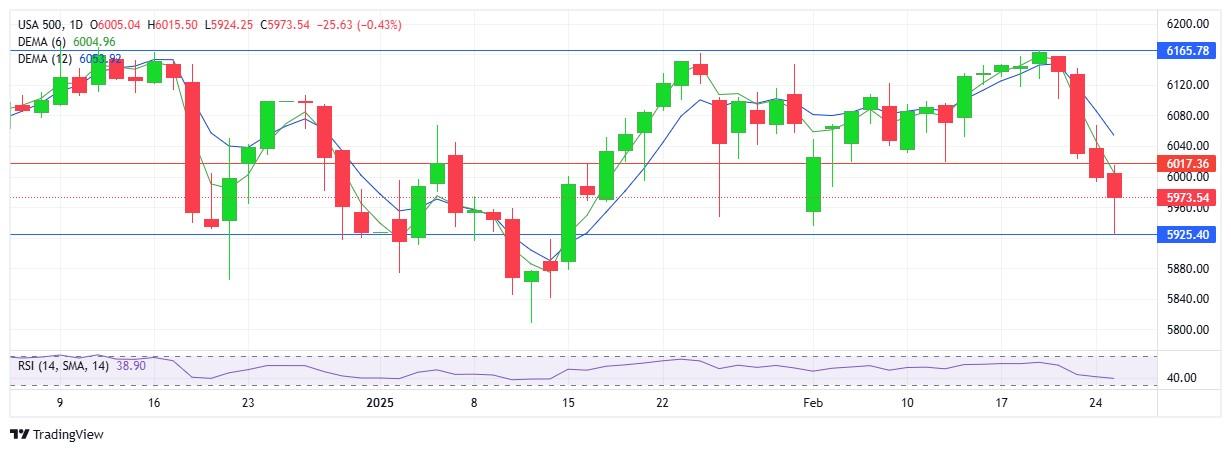 USA 500, 1D O6005.04 H6015.50 L5924.25 C5973.54 −25.63 (−0.43%)
DEMA (6) 6004.96
DEMA (12) 6053.92
6200.00
6165.78
6120.00
6080.00
6040.00
6017.36
6000.00
5973.54
5960.00
5925.40
5880.00
5840.00
5800.00
RSI (14, SMA, 14) 38.90
40.00
9 16 23 2025 8 15 22 Feb 10 17 24
TradingView